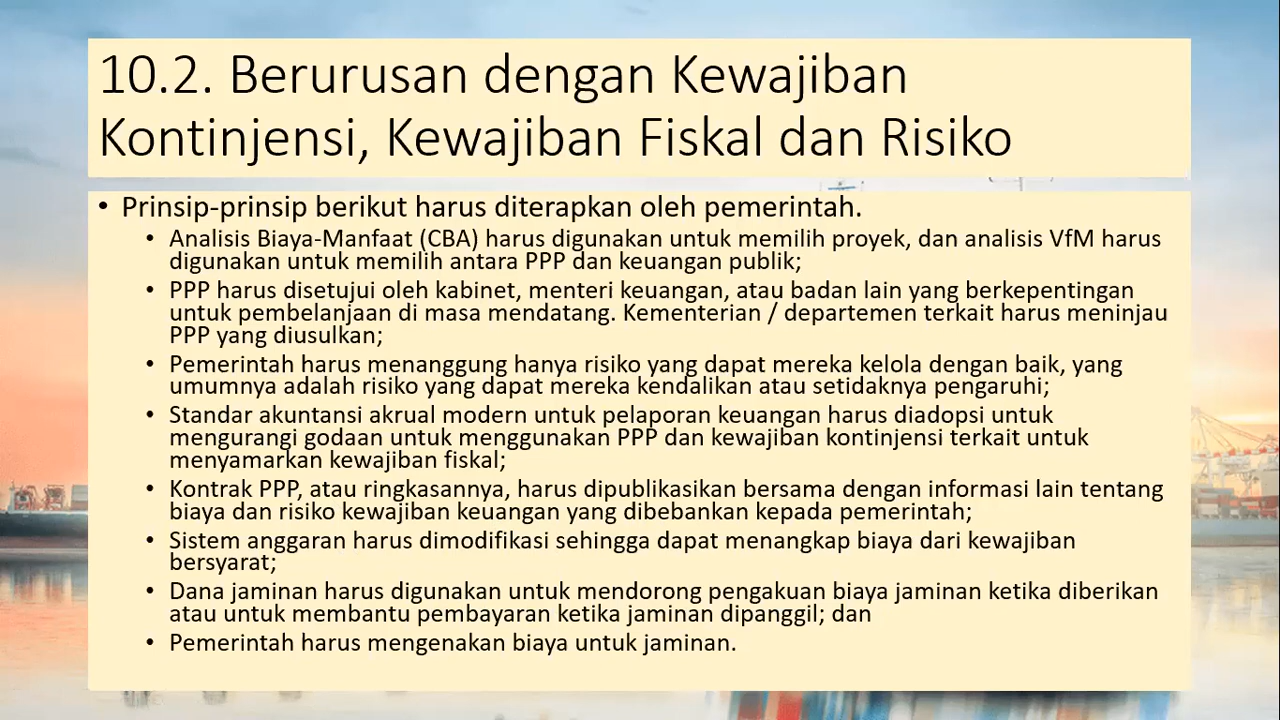 10.2. Berurusan dengan Kewajiban
Kontinjensi, Kewajiban Fiskal dan Risiko
• Prinsip-prinsip berikut harus diterapkan oleh pemerintah.
• Analisis Biaya-Manfaat (CBA) harus digunakan untuk memilih proyek, dan analisis VfM harus
digunakan untuk memilih antara PPP dan keuangan publik;
• PPP harus disetujui oleh kabinet, menteri keuangan, atau badan lain yang berkepentingan
untuk pembelanjaan di masa mendatang. Kementerian / departemen terkait harus meninjau
PPP yang diusulkan;
• Pemerintah harus menanggung hanya risiko yang dapat mereka kelola dengan baik, yang
umumnya adalah risiko yang dapat mereka kendalikan atau setidaknya pengaruhi;
• Standar akuntansi akrual modern untuk pelaporan keuangan harus diadopsi untuk
mengurangi godaan untuk menggunakan PPP dan kewajiban kontinjensi terkait untuk
menyamarkan kewajiban fiskal;
• Kontrak PPP, atau ringkasannya, harus dipublikasikan bersama dengan informasi lain tentang
biaya dan risiko kewajiban keuangan yang dibebankan kepada pemerintah;
• Sistem anggaran harus dimodifikasi sehingga dapat menangkap biaya dari kewajiban
bersyarat;
• Dana jaminan harus digunakan untuk mendorong pengakuan biaya jaminan ketika diberikan
atau untuk membantu pembayaran ketika jaminan dipanggil; dan
• Pemerintah harus mengenakan biaya untuk jaminan.